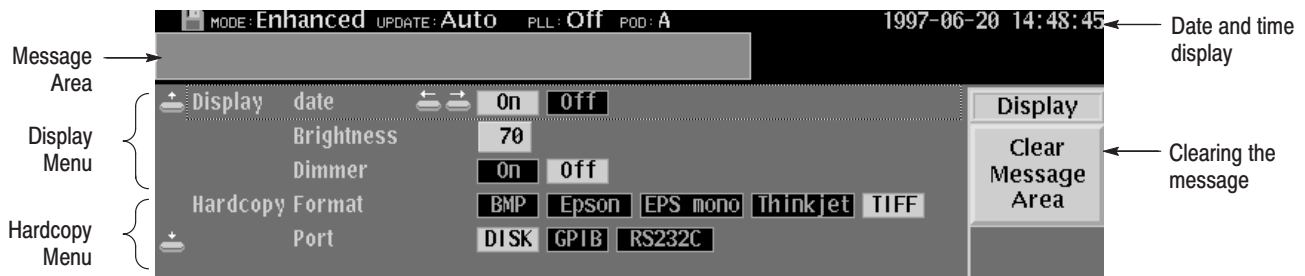 MODE: Enhanced UPDATE: Auto PLL: Off POD: A 1997-06-20 14:48:45
Date and time
display
Message
Area
Display date On Off
Display
Brightness 70
Display
Menu
Clear
Message
Area
Clearing the
message
Dimmer On Off
Hardcopy Format BMP Epson EPS mono Thinkjet TIFF
Hardcopy
Menu
Port DISK GPIB RS232C